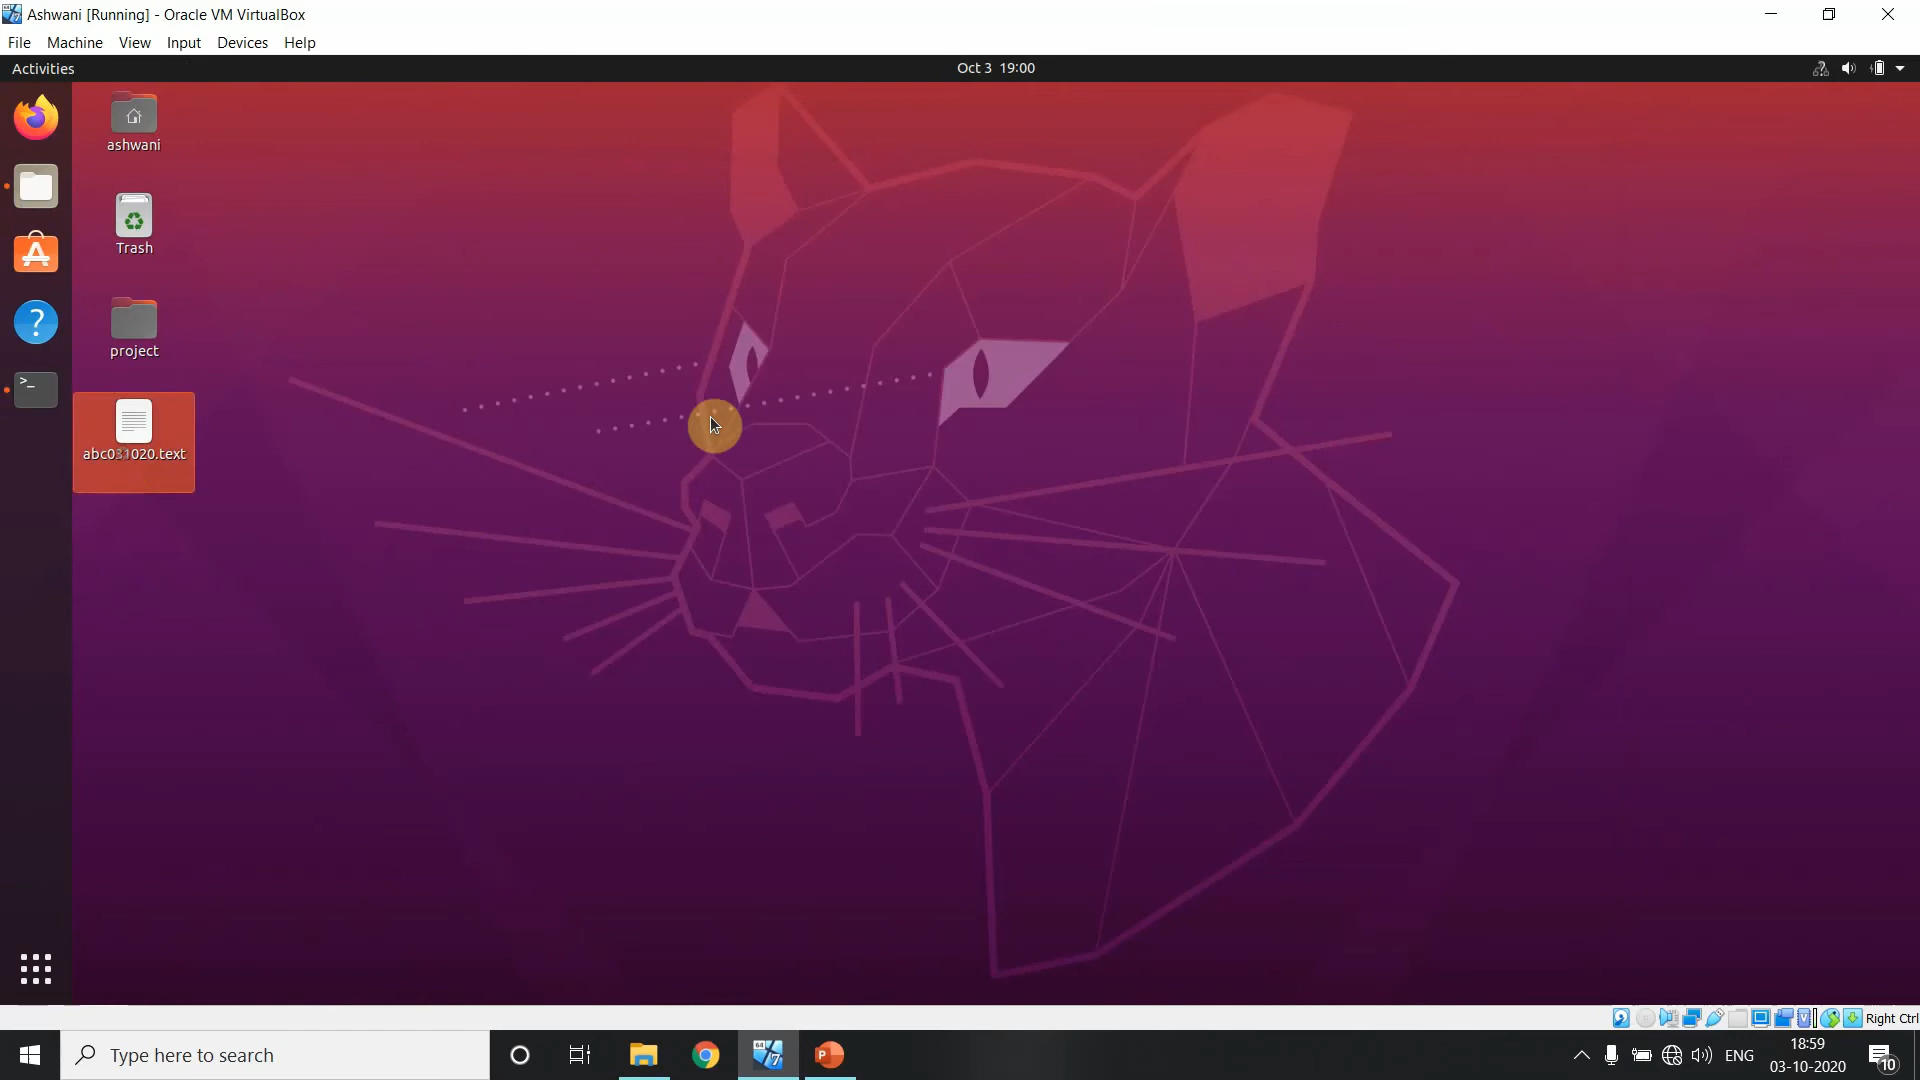 Ashwani [Running] - Oracle VM VirtualBox
File Machine View Input Devices Help
Activities
Oct 3 19:00
ashwani
Trash
project
abc031020.text
Right Ctrl
Type here to search
ENG
18:59
03-10-2020
10